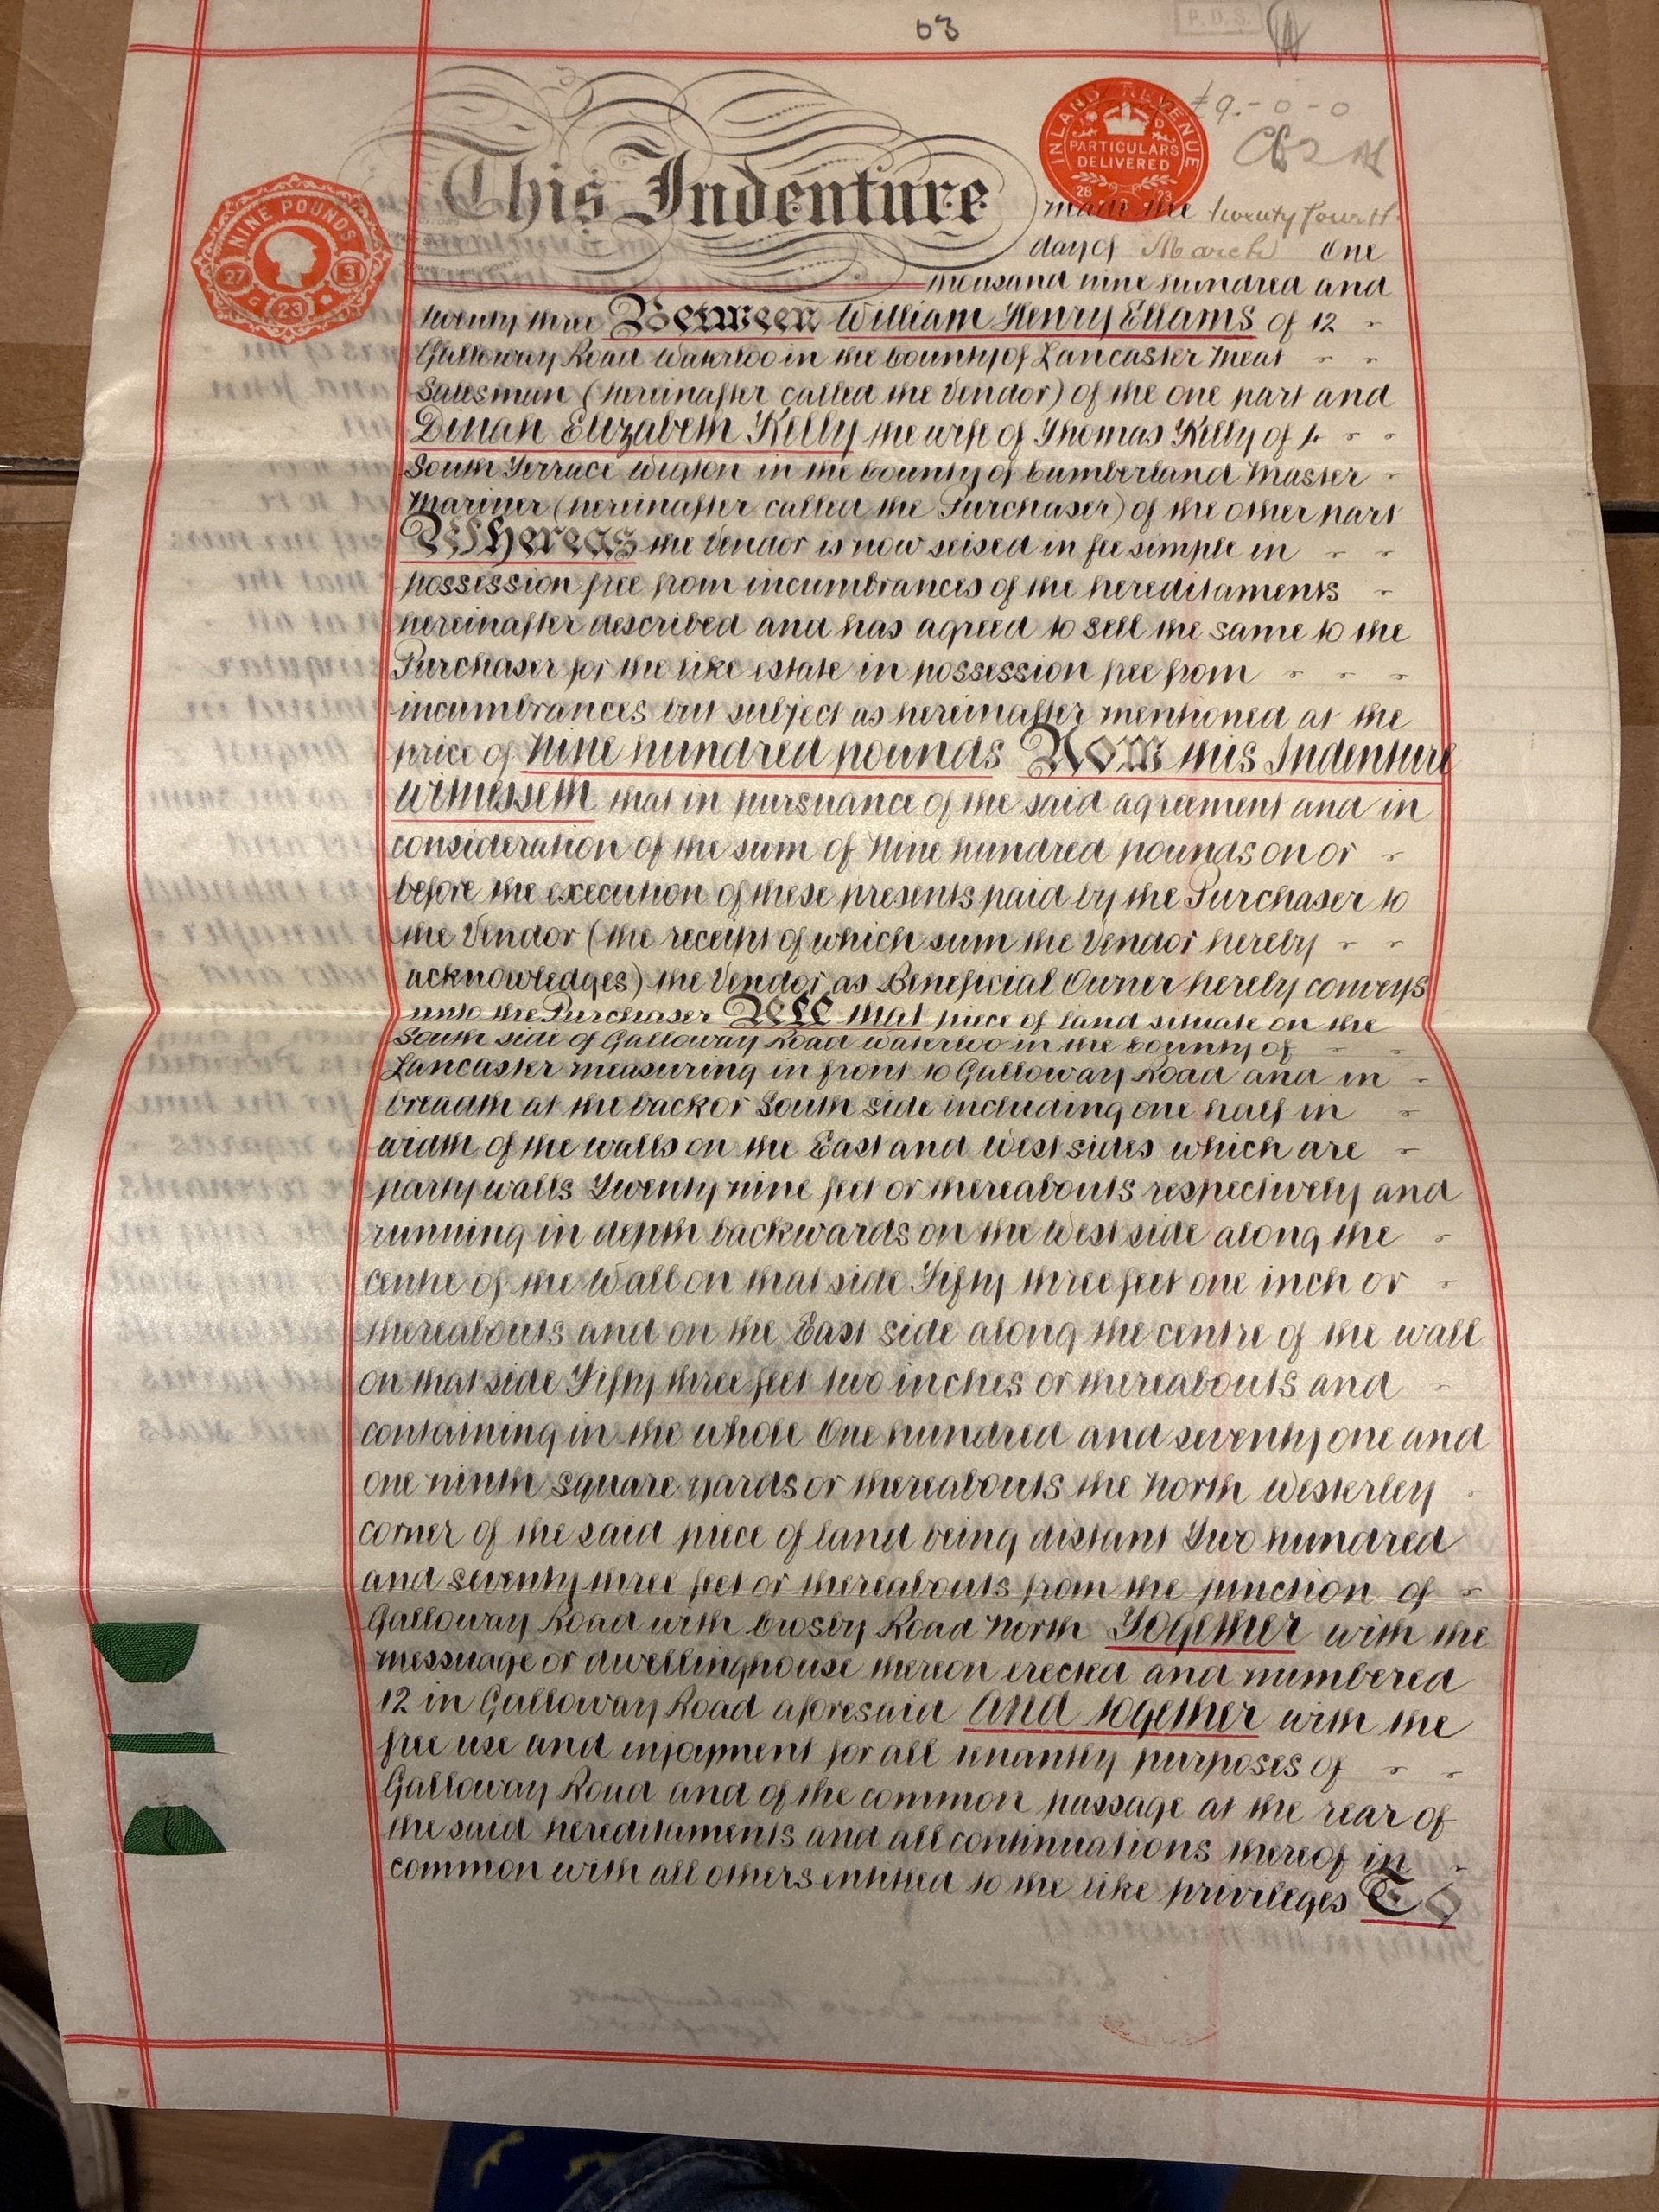 63
P.D.S.
£9.-0-0
INLAND REVENUE
PARTICULARS
DELIVERED
28 23
NINE POUNDS
27 31
G 23
This Indenture made the twenty fourth
day of March One
thousand nine hundred and
twenty three Between William Henry Ellams of 12
Galloway Road Waterloo in the County of Lancaster Meat
Salesman (hereinafter called the Vendor) of the one part and
Dinah Elizabeth Kelly the wife of Thomas Kelly of
South Terrace Wigton in the County of Cumberland Master
Mariner (hereinafter called the Purchaser) of the other part
Whereas the Vendor is now seised in fee simple in
possession free from incumbrances of the hereditaments
hereinafter described and has agreed to sell the same to the
Purchaser for the like estate in possession free from
incumbrances but subject as hereinafter mentioned at the
price of Nine hundred pounds Now this Indenture
witnesseth that in pursuance of the said agreement and in
consideration of the sum of Nine hundred pounds on or
before the execution of these presents paid by the Purchaser to
the Vendor (the receipt of which sum the Vendor hereby
acknowledges) the Vendor as Beneficial Owner hereby conveys
unto the Purchaser All that piece of land situate on the
South side of Galloway Road Waterloo in the County of
Lancaster measuring in front to Galloway Road and in
breadth at the back or South side including one half in
width of the walls on the East and West sides which are
party walls Twenty nine feet or thereabouts respectively and
running in depth backwards on the West side along the
centre of the Wall on that side Fifty three feet one inch or
thereabouts and on the East side along the centre of the wall
on that side Fifty three feet two inches or thereabouts and
containing in the whole One hundred and seventy one and
one ninth square yards or thereabouts the North Westerley
corner of the said piece of land being distant Two hundred
and seventy three feet or thereabouts from the junction of
Galloway Road with Crosby Road North Together with the
messuage or dwellinghouse thereon erected and numbered
12 in Galloway Road aforesaid And together with the
free use and enjoyment for all tenantly purposes of
Galloway Road and of the common passage at the rear of
the said hereditaments and all continuations thereof in
common with all others entitled to the like privileges To